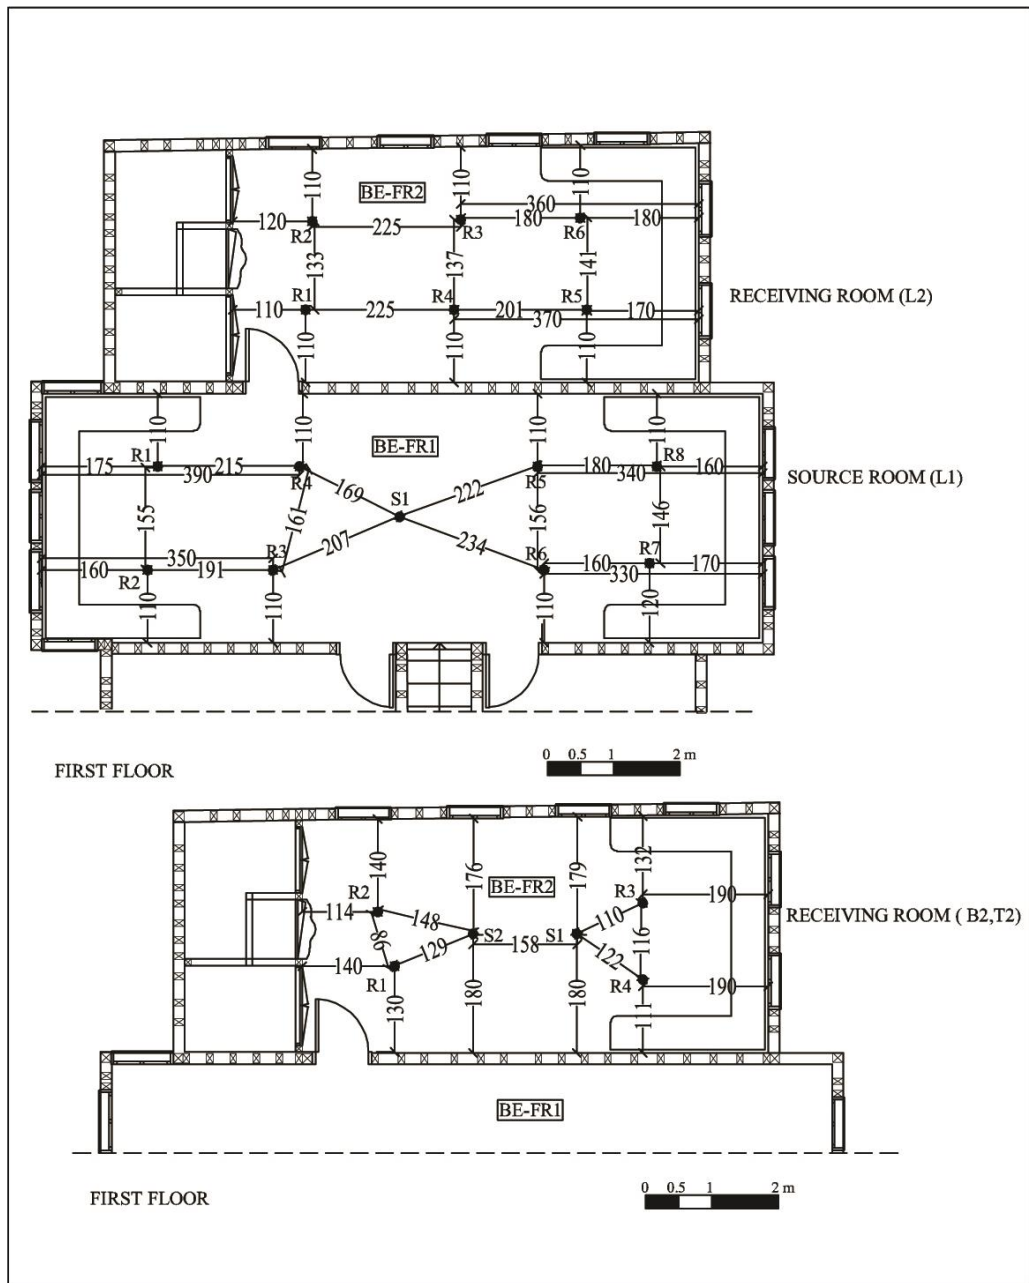 BE-FR2
110
110
110
360
120
R2
225
R3
180
R6
180
133
137
141
R1
R4
R5
110
225
201
170
370
110
110
110
RECEIVING ROOM (L2)
BE-FR1
110
110
110
110
175
R1
215
390
R4
R5
180
340
R8
160
SOURCE ROOM (L1)
169
S1
222
155
161
207
234
156
146
350
R3
R6
160
R7
170
160
R2
191
330
110
110
110
120
FIRST FLOOR
0 0.5 1 2 m
140
176
179
132
BE-FR2
R2
R3
190
114
148
110
RECEIVING ROOM ( B2,T2)
98
129
S2
158
S1
116
122
140
R1
R4
190
130
180
180
111
BE-FR1
FIRST FLOOR
0 0.5 1 2 m